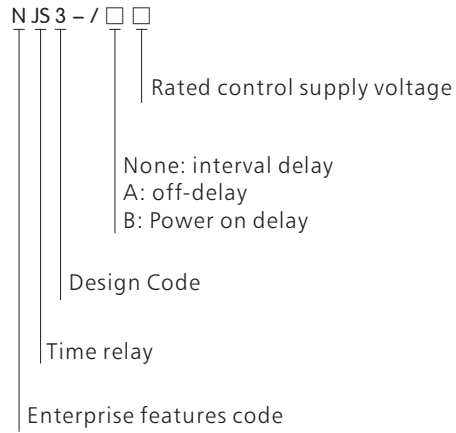 N JS 3 – / □ □
Rated control supply voltage
None: interval delay
A: off-delay
B: Power on delay
Design Code
Time relay
Enterprise features code